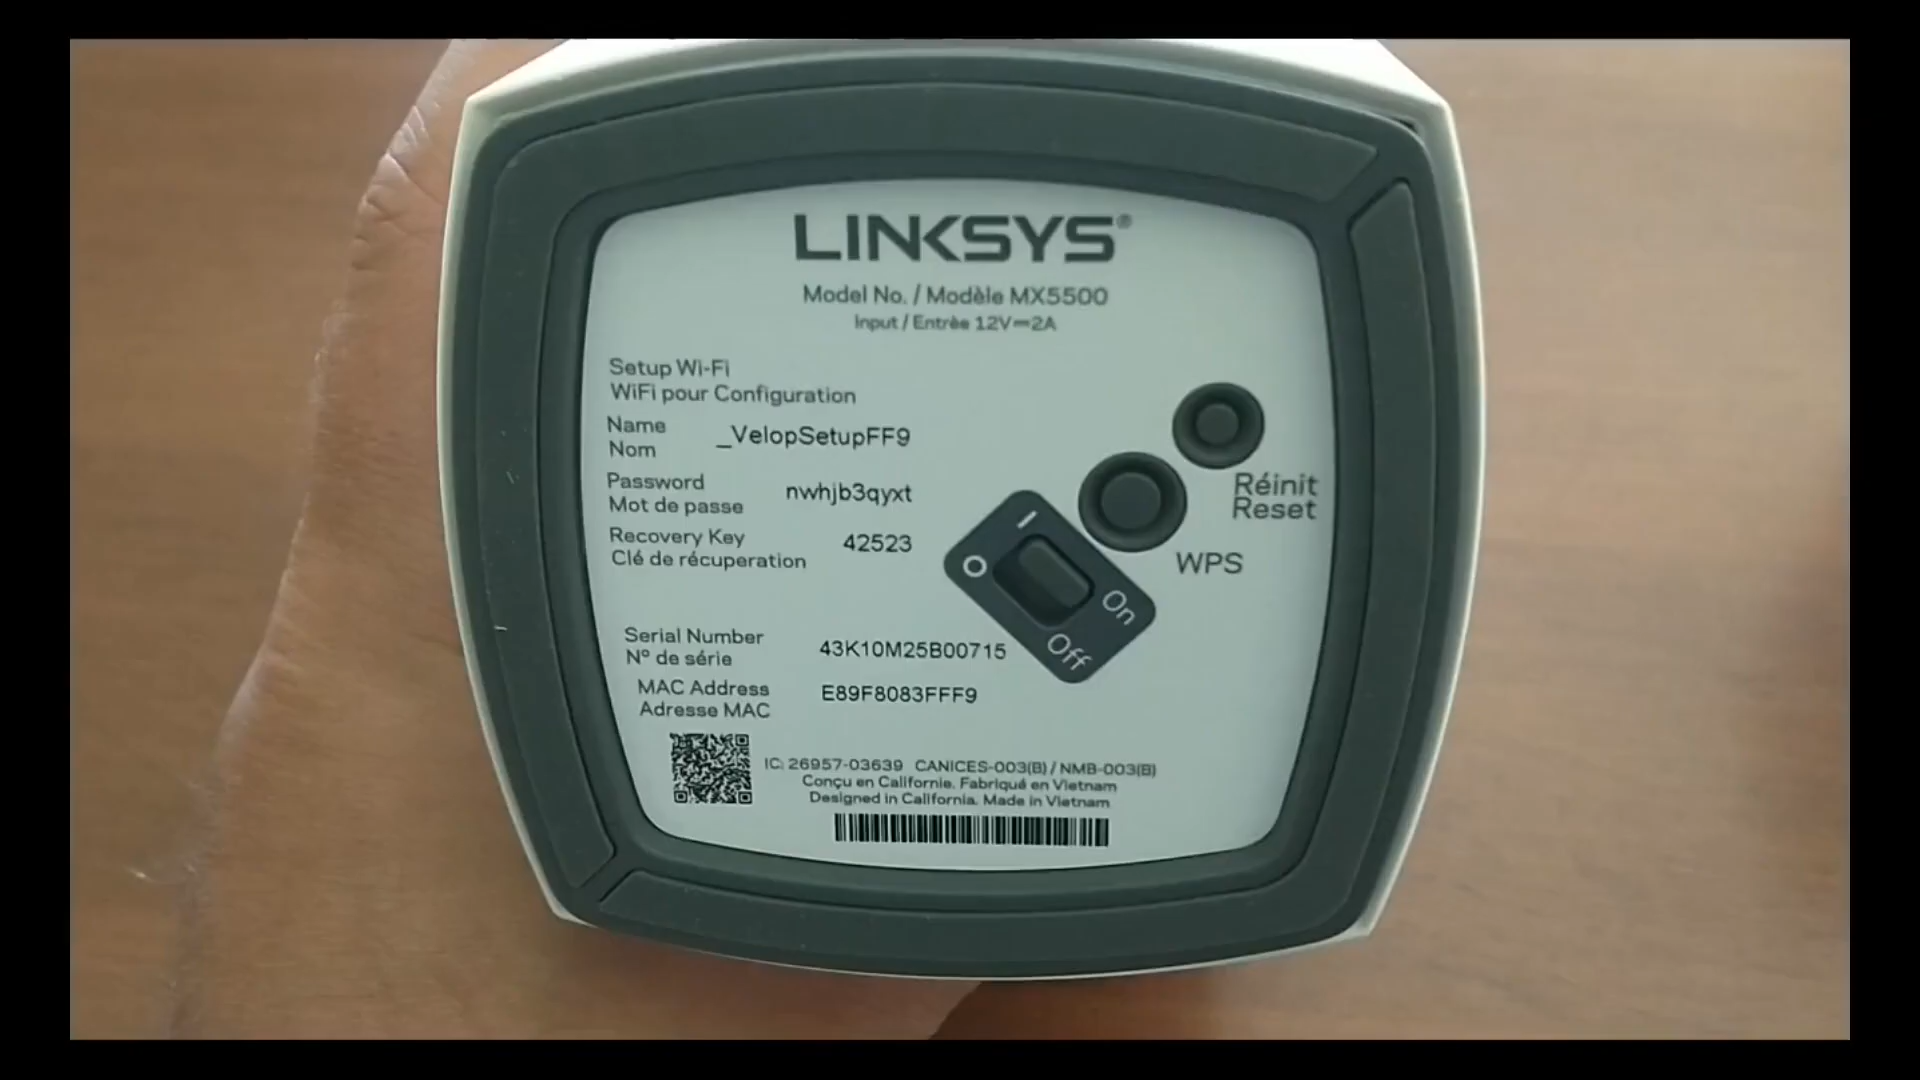 LINKSYS®
Model No. / Modèle MX5500
Input / Entrèe 12V⎓2A
Setup Wi-Fi
WiFi pour Configuration
Name
Nom
_VelopSetupFF9
Password
Mot de passe
nwhjb3qyxt
Recovery Key
Clé de récuperation
42523
Réinit
Reset
WPS
I
O
On
Off
Serial Number
N° de série
43K10M25B00715
MAC Address
Adresse MAC
E89F8083FFF9
IC: 26957-03639 CANICES-003(B) / NMB-003(B)
Conçu en Californie. Fabriqué en Vietnam
Designed in California. Made in Vietnam